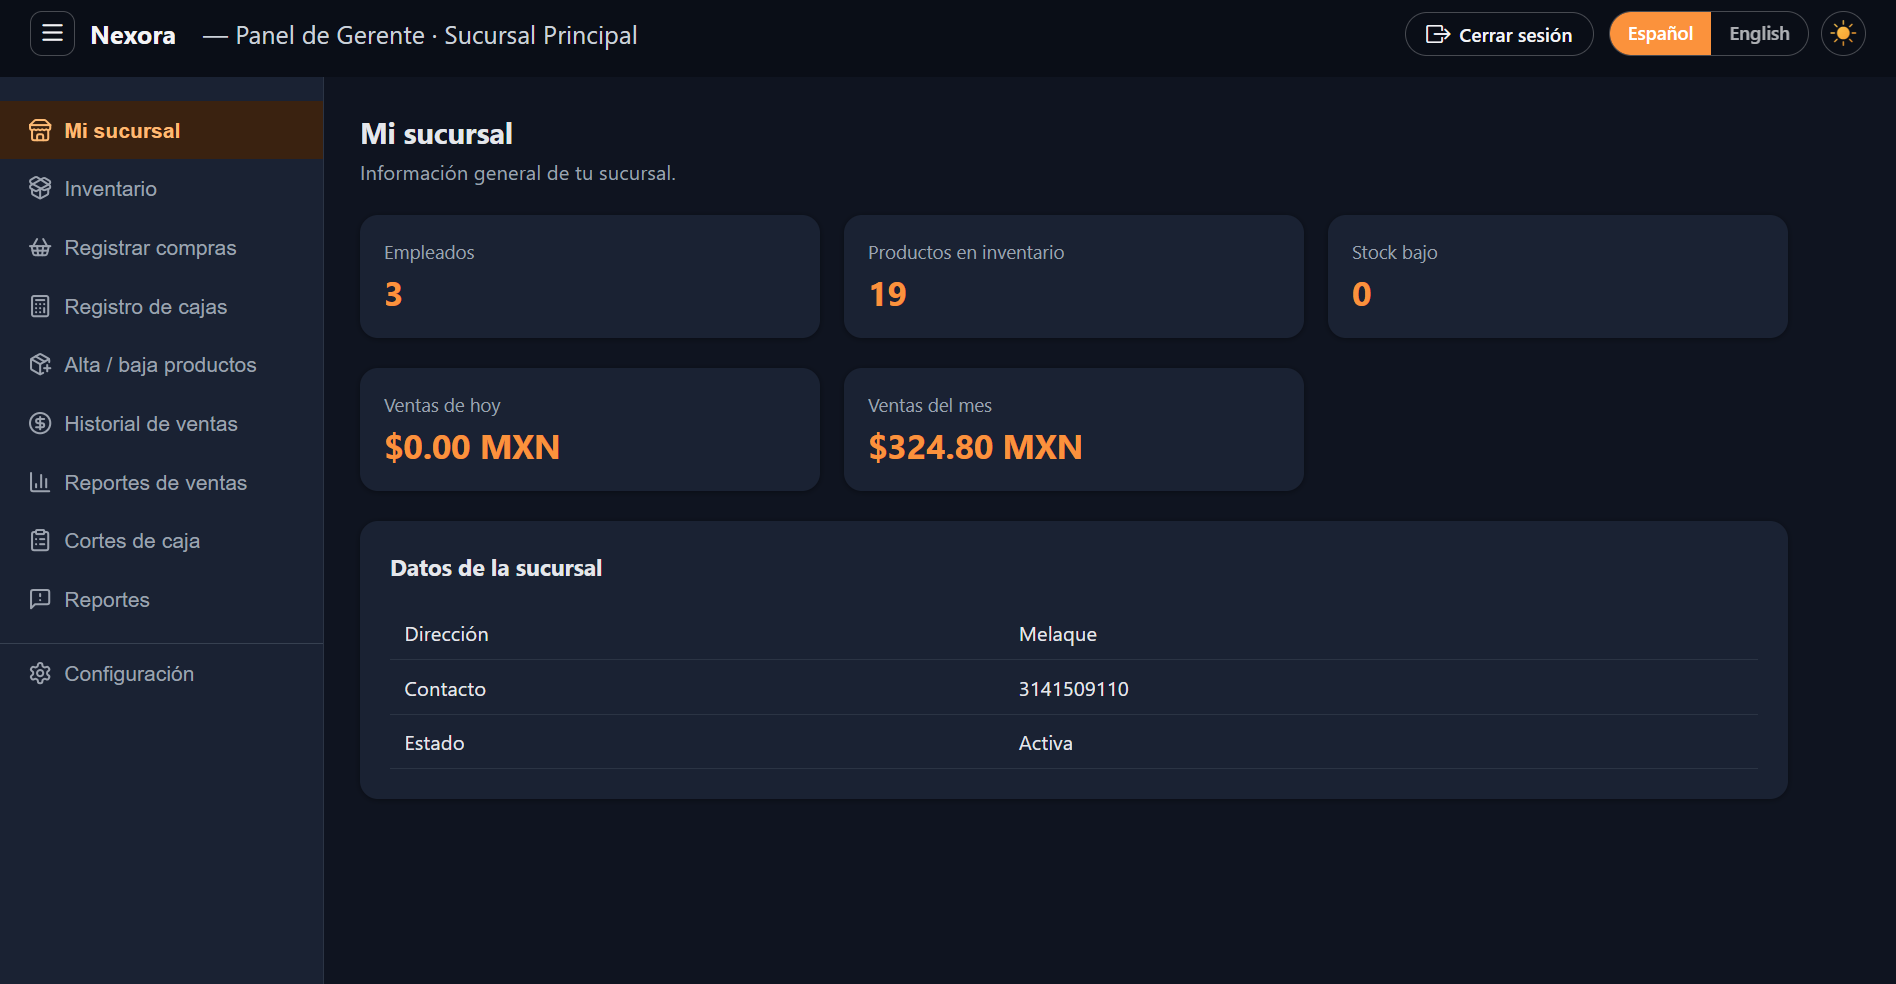 Nexora — Panel de Gerente · Sucursal Principal
Cerrar sesión
Español
English
Mi sucursal
Inventario
Registrar compras
Registro de cajas
Alta / baja productos
Historial de ventas
Reportes de ventas
Cortes de caja
Reportes
Configuración
Mi sucursal
Información general de tu sucursal.
Empleados
3
Productos en inventario
19
Stock bajo
0
Ventas de hoy
$0.00 MXN
Ventas del mes
$324.80 MXN
Datos de la sucursal
Dirección Melaque
Contacto 3141509110
Estado Activa